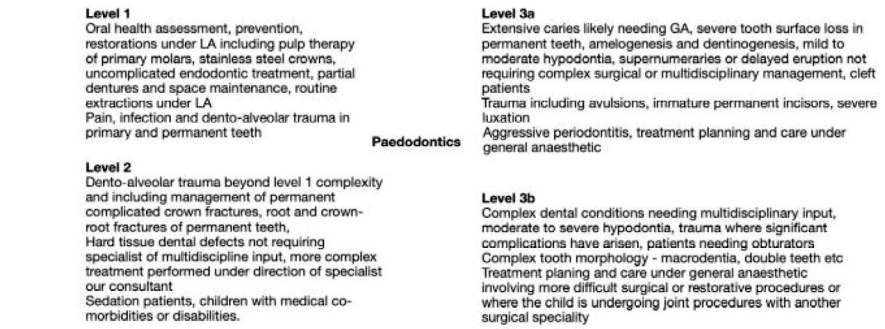 Level 1
Oral health assessment, prevention,
restorations under LA including pulp therapy
of primary molars, stainless steel crowns,
uncomplicated endodontic treatment, partial
dentures and space maintenance, routine
extractions under LA
Pain, infection and dento-alveolar trauma in
primary and permanent teeth
Paedodontics
Level 2
Dento-alveolar trauma beyond level 1 complexity
and including management of permanent
complicated crown fractures, root and crown-
root fractures of permanent teeth,
Hard tissue dental defects not requiring
specialist of multidiscipline input, more complex
treatment performed under direction of specialist
our consultant
Sedation patients, children with medical co-
morbidities or disabilities.
Level 3a
Extensive caries likely needing GA, severe tooth surface loss in
permanent teeth, amelogenesis and dentinogenesis, mild to
moderate hypodontia, supernumeraries or delayed eruption not
requiring complex surgical or multidisciplinary management, cleft
patients
Trauma including avulsions, immature permanent incisors, severe
luxation
Aggressive periodontitis, treatment planning and care under
general anaesthetic
Level 3b
Complex dental conditions needing multidisciplinary input,
moderate to severe hypodontia, trauma where significant
complications have arisen, patients needing obturators
Complex tooth morphology - macrodentia, double teeth etc
Treatment planing and care under general anaesthetic
involving more difficult surgical or restorative procedures or
where the child is undergoing joint procedures with another
surgical speciality